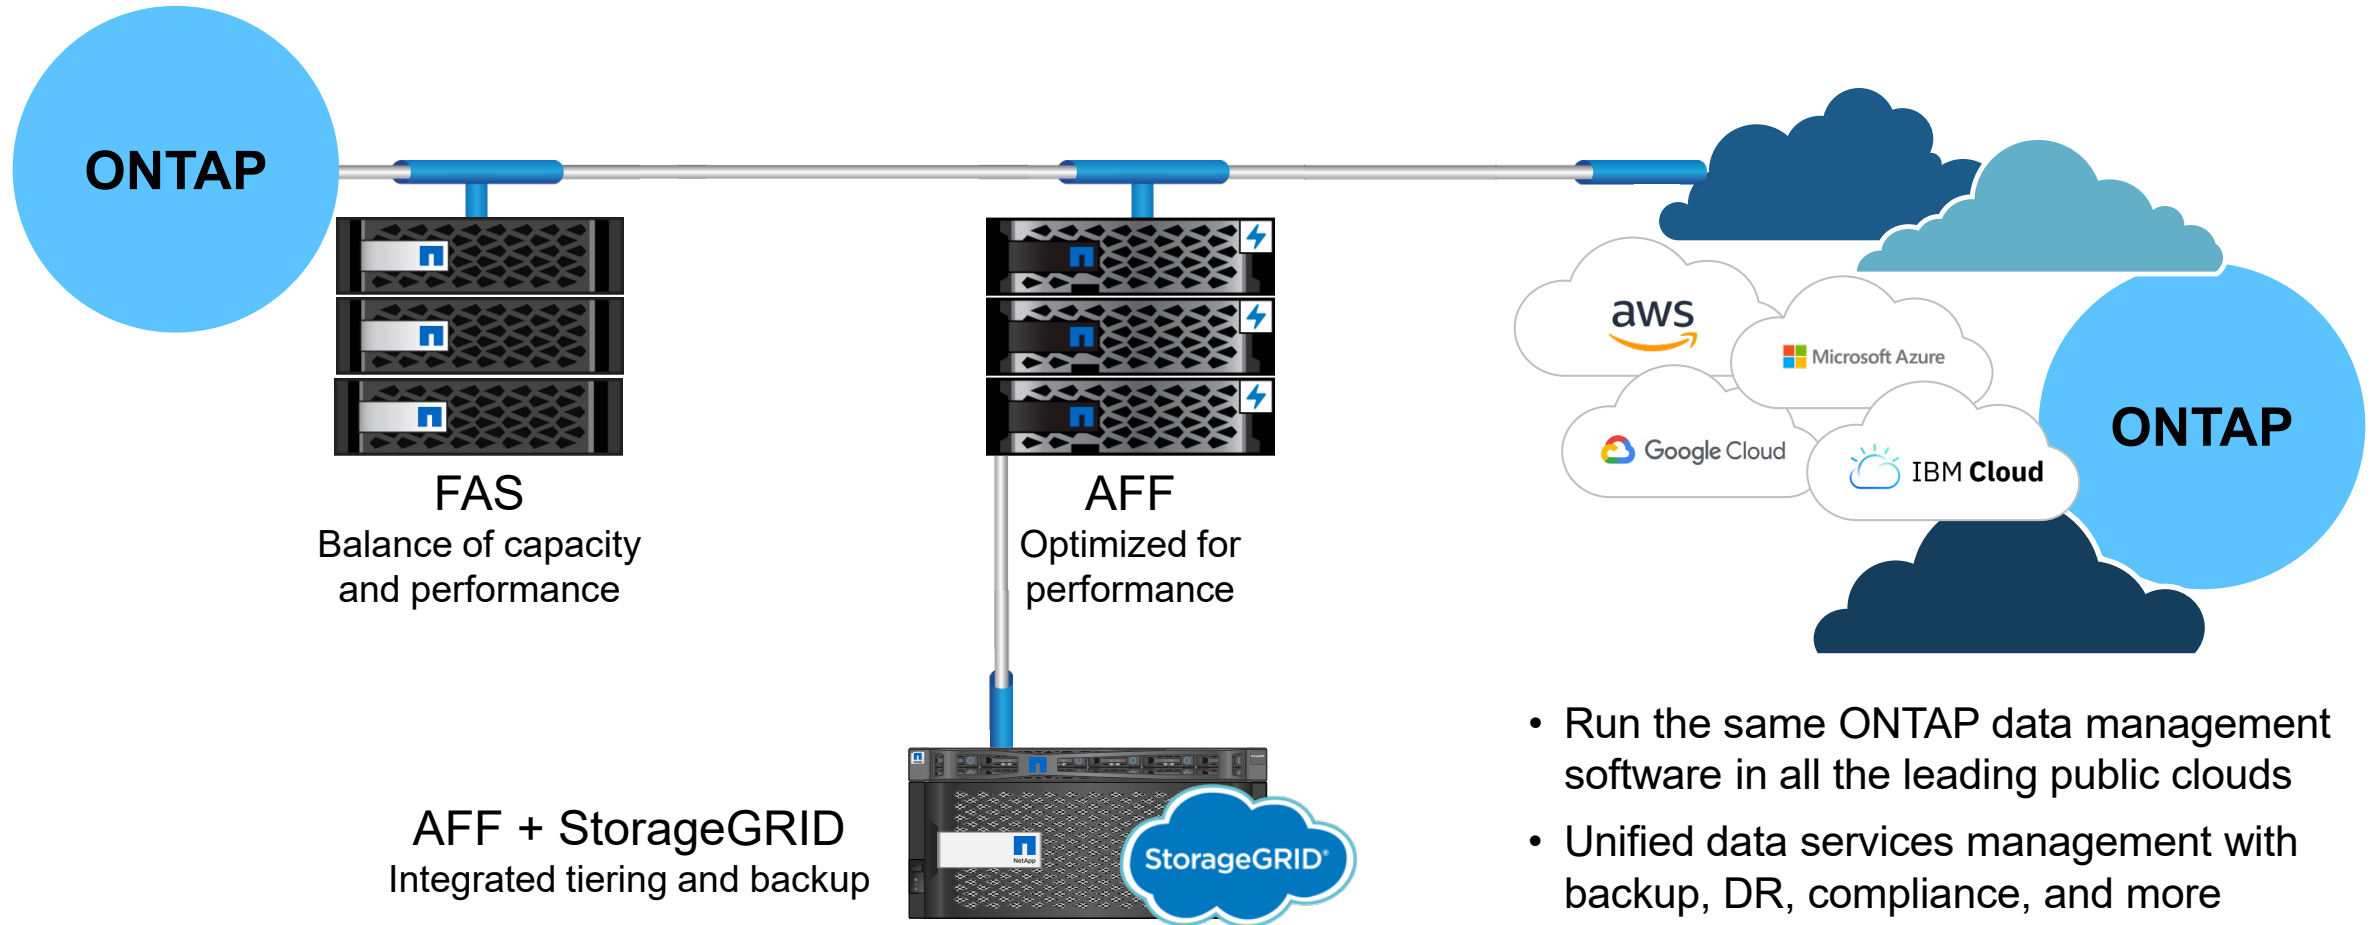 ONTAP
FAS
Balance of capacity
and performance
AFF
Optimized for
performance
aws
Microsoft Azure
Google Cloud
IBM Cloud
ONTAP
AFF + StorageGRID
Integrated tiering and backup
NetApp
StorageGRID®
• Run the same ONTAP data management
software in all the leading public clouds
• Unified data services management with
backup, DR, compliance, and more